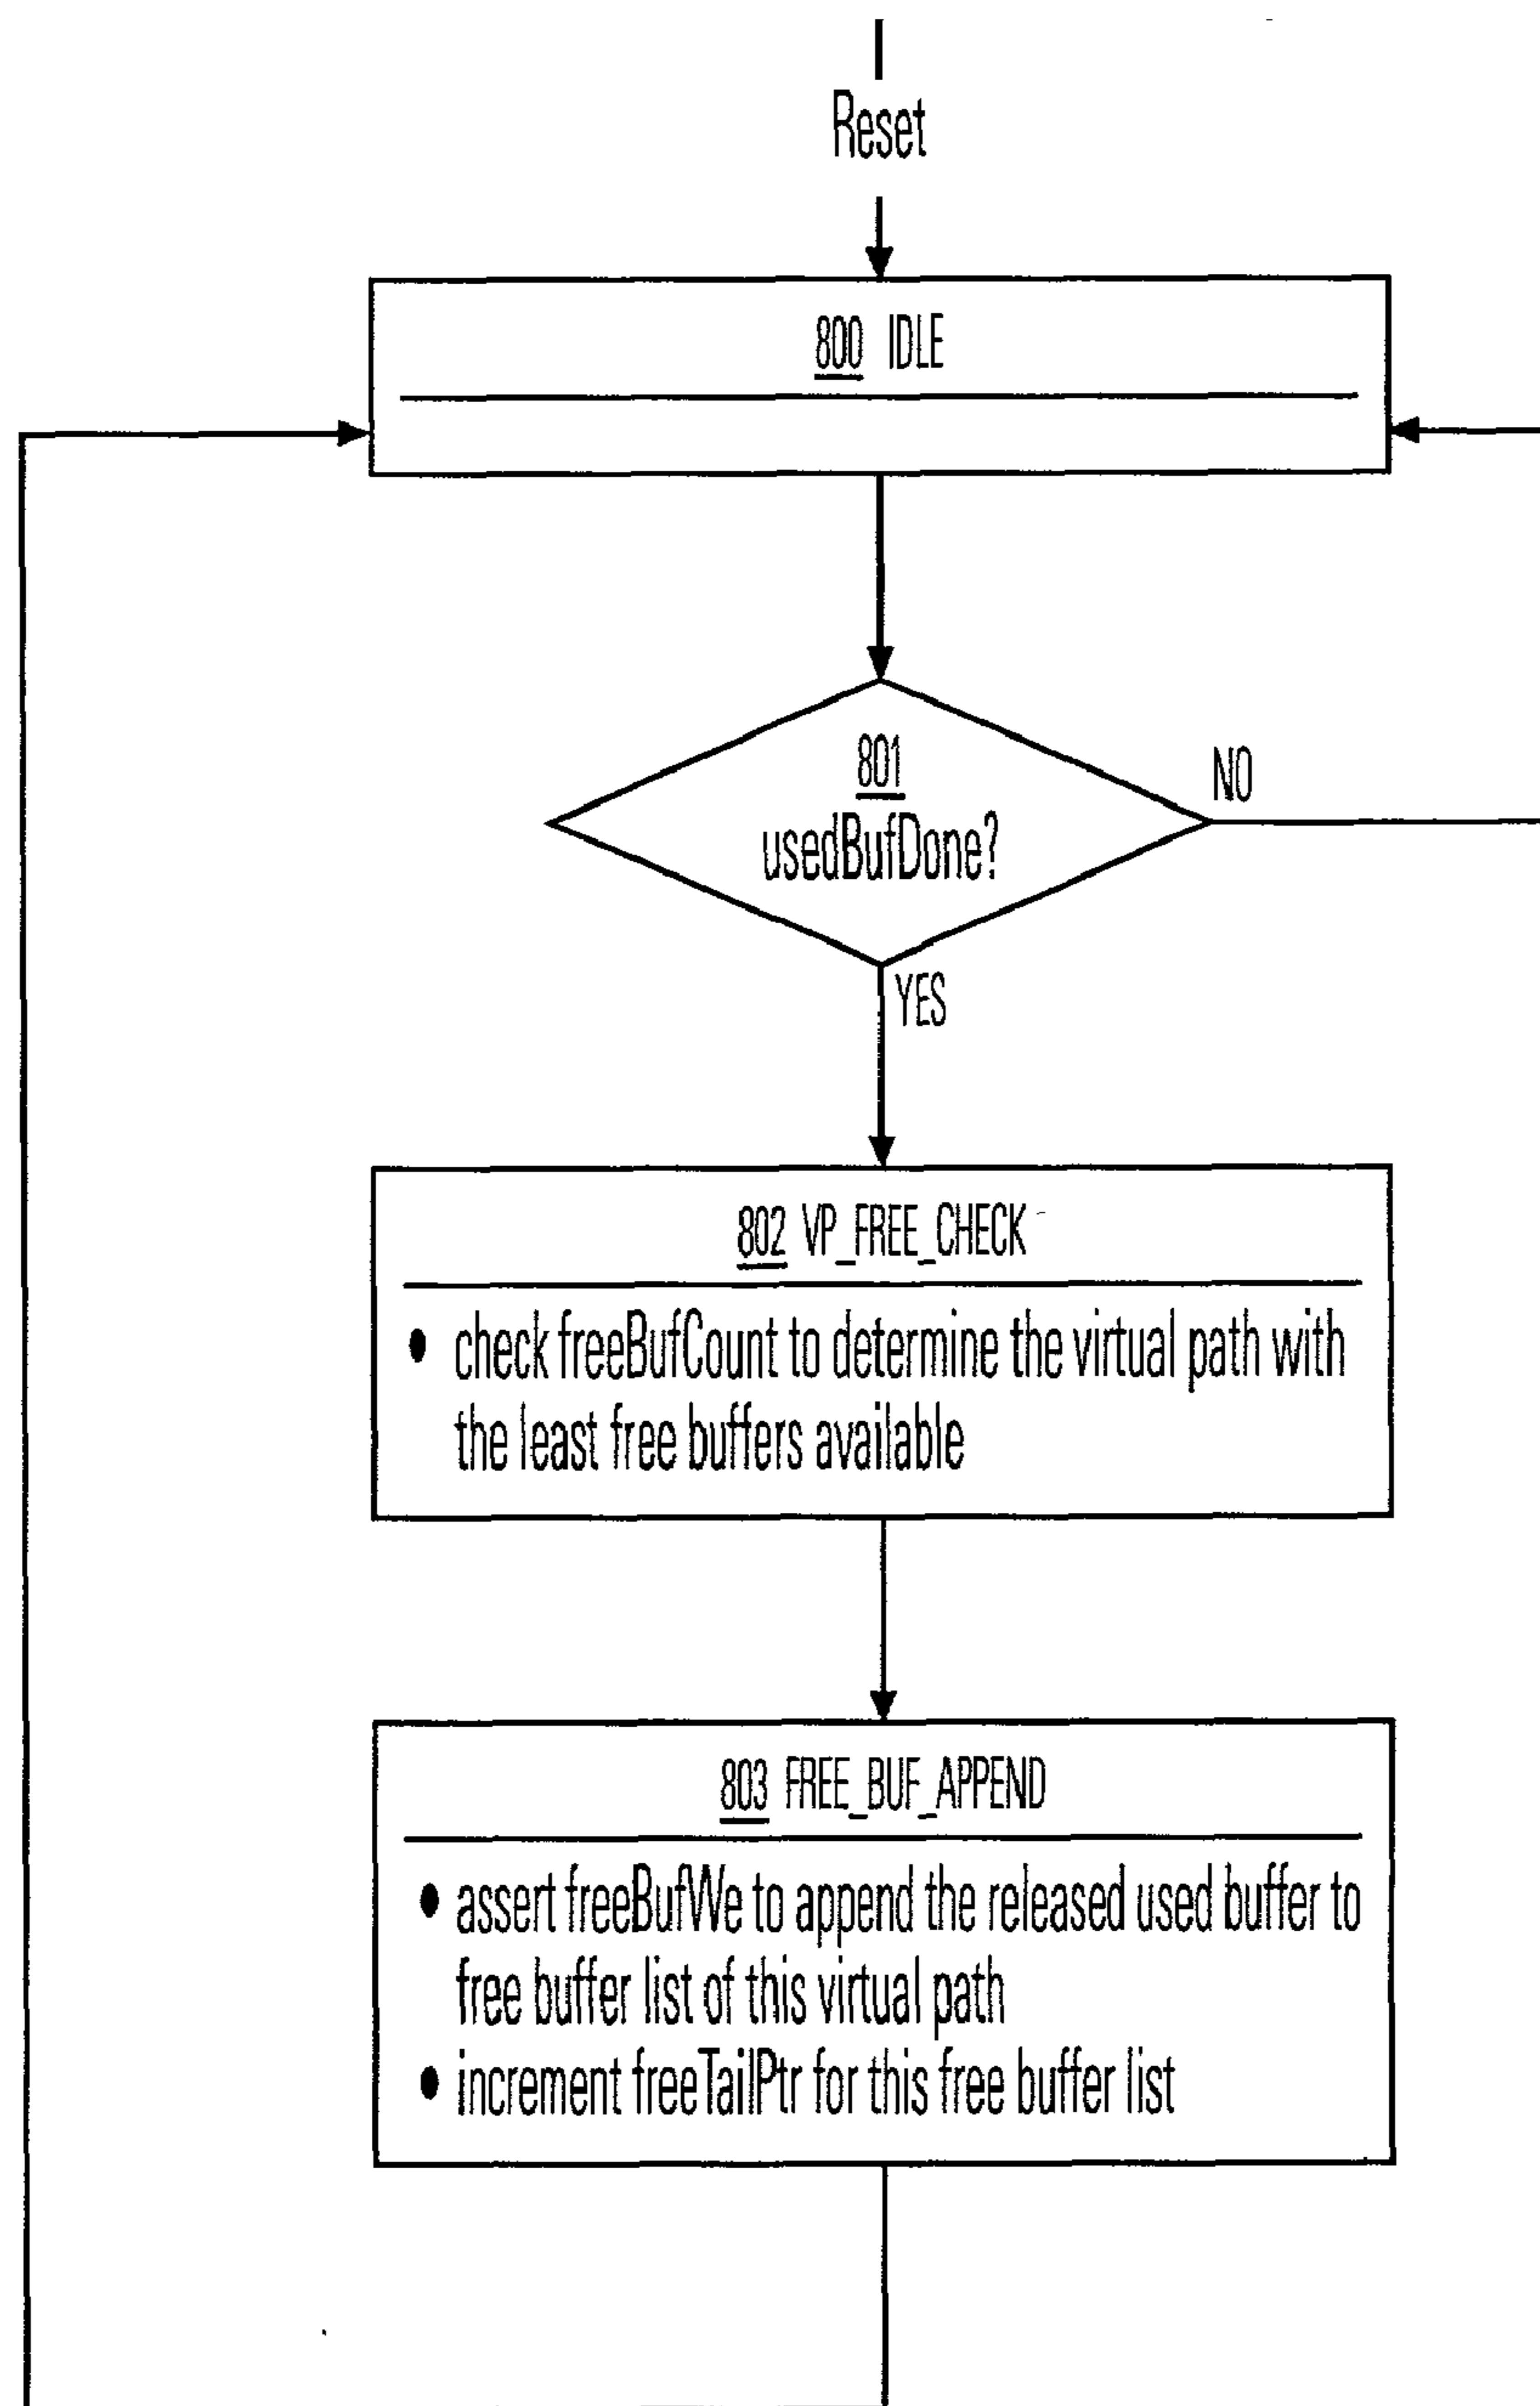 Reset
800 IDLE
801
usedBufDone?
NO
YES
802 VP_FREE_CHECK
• check freeBufCount to determine the virtual path with
the least free buffers available
803 FREE_BUF_APPEND
• assert freeBufWe to append the released used buffer to
free buffer list of this virtual path
• increment freeTailPtr for this free buffer list